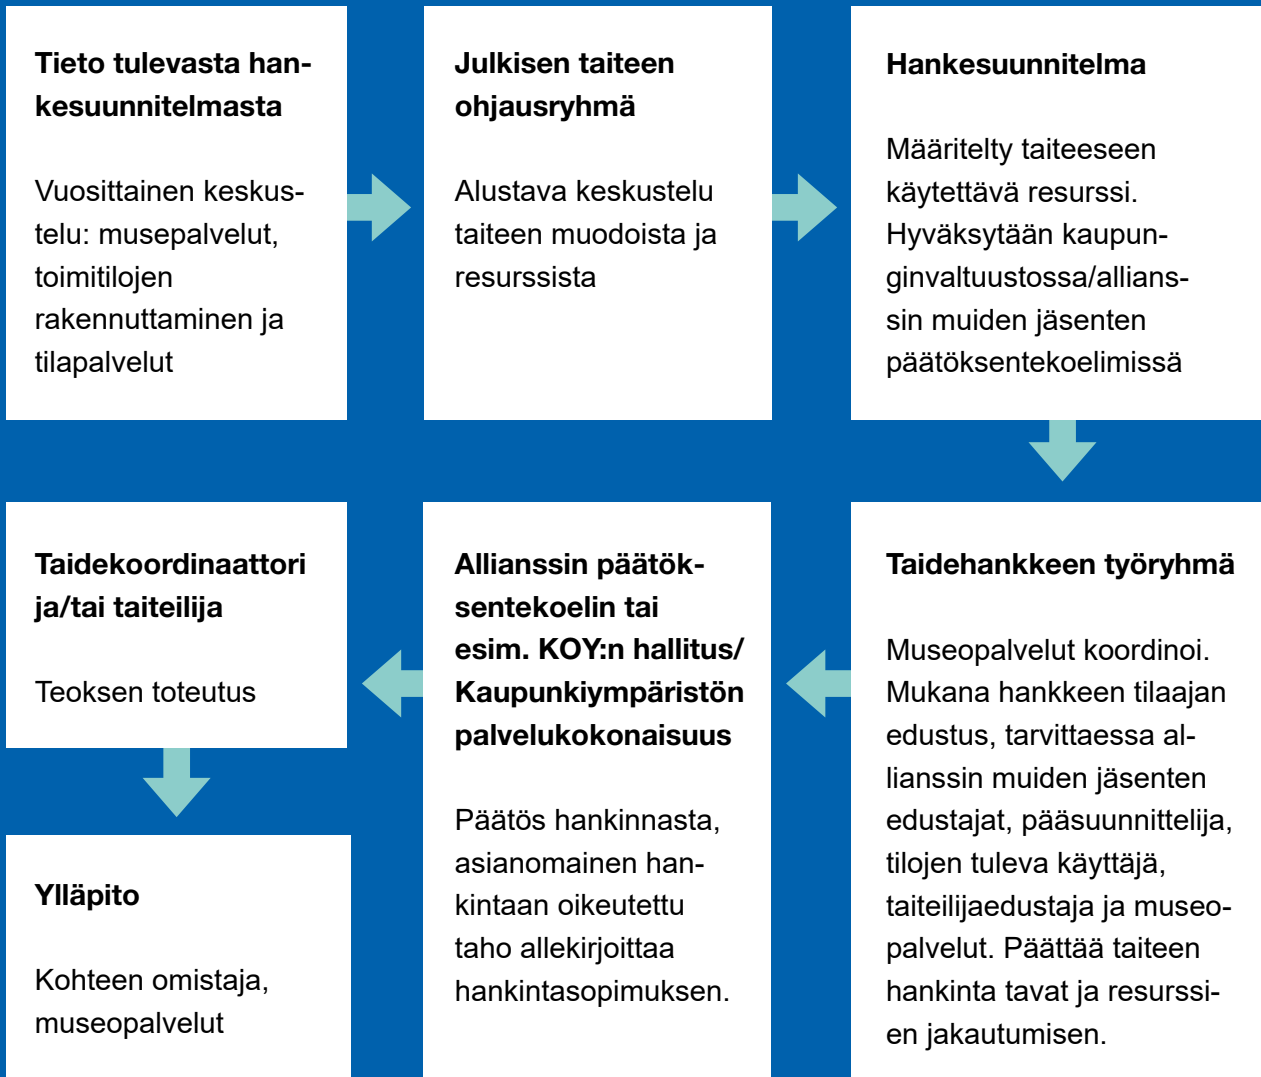 Tieto tulevasta han-
kesuunnitelmasta
Vuosittainen keskus-
telu: musepalvelut,
toimitilojen
rakennuttaminen ja
tilapalvelut
Julkisen taiteen
ohjausryhmä
Alustava keskustelu
taiteen muodoista ja
resurssista
Hankesuunnitelma
Määritelty taiteeseen
käytettävä resurssi.
Hyväksytään kaupun-
ginvaltuustossa/allians-
sin muiden jäsenten
päätöksentekoelimissä
Taidehankkeen työryhmä
Museopalvelut koordinoi.
Mukana hankkeen tilaajan
edustus, tarvittaessa al-
lianssin muiden jäsenten
edustajat, pääsuunnittelija,
tilojen tuleva käyttäjä,
taiteilijaedustaja ja museo-
palvelut. Päättää taiteen
hankinta tavat ja resurssi-
en jakautumisen.
Allianssin päätök-
sentekoelin tai
esim. KOY:n hallitus/
Kaupunkiympäristön
palvelukokonaisuus
Päätös hankinnasta,
asianomainen han-
kintaan oikeutettu
taho allekirjoittaa
hankintasopimuksen.
Taidekoordinaattori
ja/tai taiteilija
Teoksen toteutus
Ylläpito
Kohteen omistaja,
museopalvelut